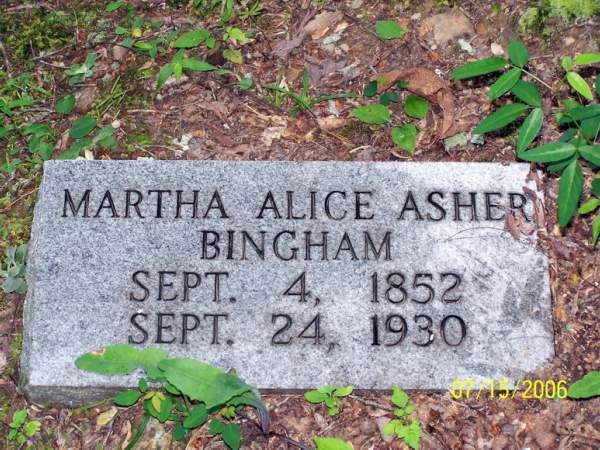 MARTHA ALICE ASHER
BINGHAM
SEPT. 4, 1852
SEPT. 24, 1930
07/15/2006